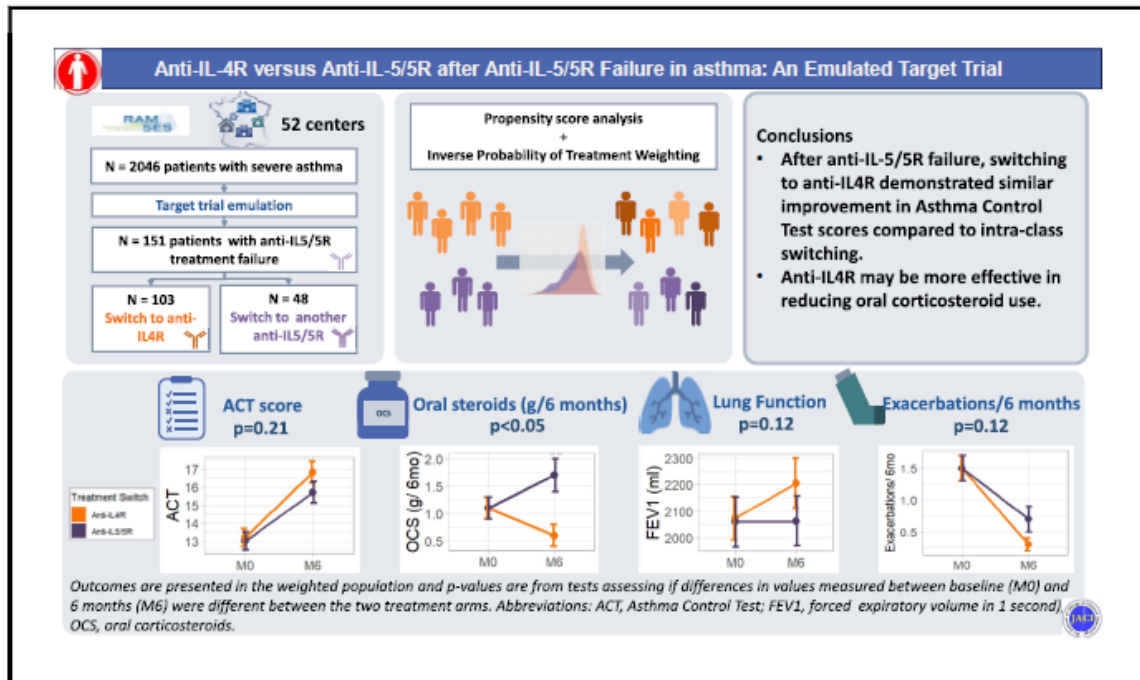 Anti-IL-4R versus Anti-IL-5/5R after Anti-IL-5/5R Failure in asthma: An Emulated Target Trial
RAM
SES
52 centers
N = 2046 patients with severe asthma
Target trial emulation
N = 151 patients with anti-IL5/5R
treatment failure
N = 103
Switch to anti-
IL4R
N = 48
Switch to another
anti-IL5/5R
Propensity score analysis
+
Inverse Probability of Treatment Weighting
Conclusions
• After anti-IL-5/5R failure, switching
to anti-IL4R demonstrated similar
improvement in Asthma Control
Test scores compared to intra-class
switching.
• Anti-IL4R may be more effective in
reducing oral corticosteroid use.
ACT score
p=0.21
OCS
Oral steroids (g/6 months)
p<0.05
Lung Function
p=0.12
Exacerbations/6 months
p=0.12
Treatment Switch
Anti-IL4R
Anti-IL5/5R
ACT
17
16
15
14
13
M0
M6
OCS (g/ 6mo)
2.0
1.5
1.0
0.5
M0
M6
FEV1 (ml)
2300
2200
2100
2000
M0
M6
Exacerbations/ 6mo
1.5
1.0
0.5
M0
M6
Outcomes are presented in the weighted population and p-values are from tests assessing if differences in values measured between baseline (M0) and
6 months (M6) were different between the two treatment arms. Abbreviations: ACT, Asthma Control Test; FEV1, forced expiratory volume in 1 second),
OCS, oral corticosteroids.
JACI